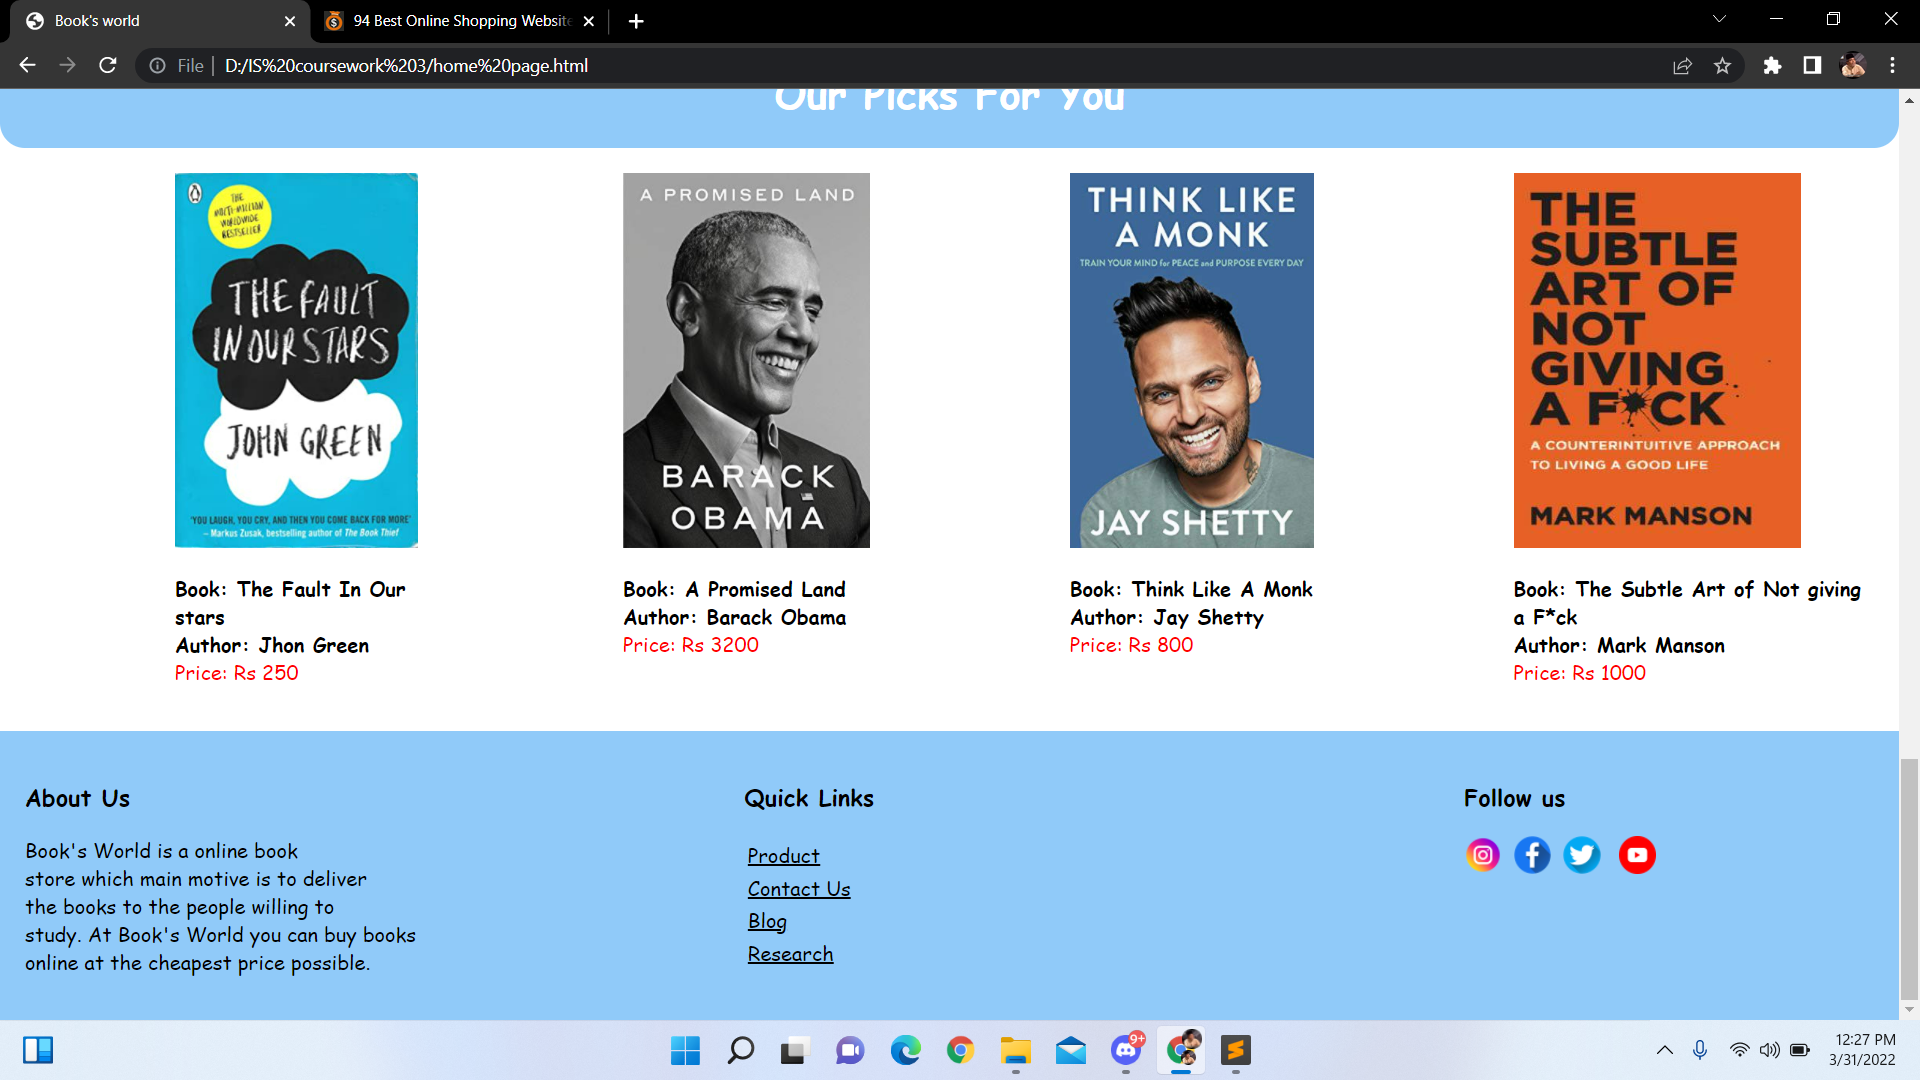 Book's world
94 Best Online Shopping Website
File
D:/IS%20coursework%203/home%20page.html
Our Picks For You
THE
MULTI-MILLION
WORLDWIDE
BESTSELLER
THE FAULT
IN OUR STARS
JOHN GREEN
'YOU LAUGH, YOU CRY, AND THEN YOU COME BACK FOR MORE'
– Markus Zusak, bestselling author of The Book Thief
Book: The Fault In Our
stars
Author: Jhon Green
Price: Rs 250
A PROMISED LAND
BARACK
OBAMA
Book: A Promised Land
Author: Barack Obama
Price: Rs 3200
THINK LIKE
A MONK
TRAIN YOUR MIND for PEACE and PURPOSE EVERY DAY
JAY SHETTY
Book: Think Like A Monk
Author: Jay Shetty
Price: Rs 800
THE
SUBTLE
ART OF
NOT
GIVING
A F*CK
A COUNTERINTUITIVE APPROACH
TO LIVING A GOOD LIFE
MARK MANSON
Book: The Subtle Art of Not giving
a F*ck
Author: Mark Manson
Price: Rs 1000
About Us
Book's World is a online book
store which main motive is to deliver
the books to the people willing to
study. At Book's World you can buy books
online at the cheapest price possible.
Quick Links
Product
Contact Us
Blog
Research
Follow us
9+
12:27 PM
3/31/2022